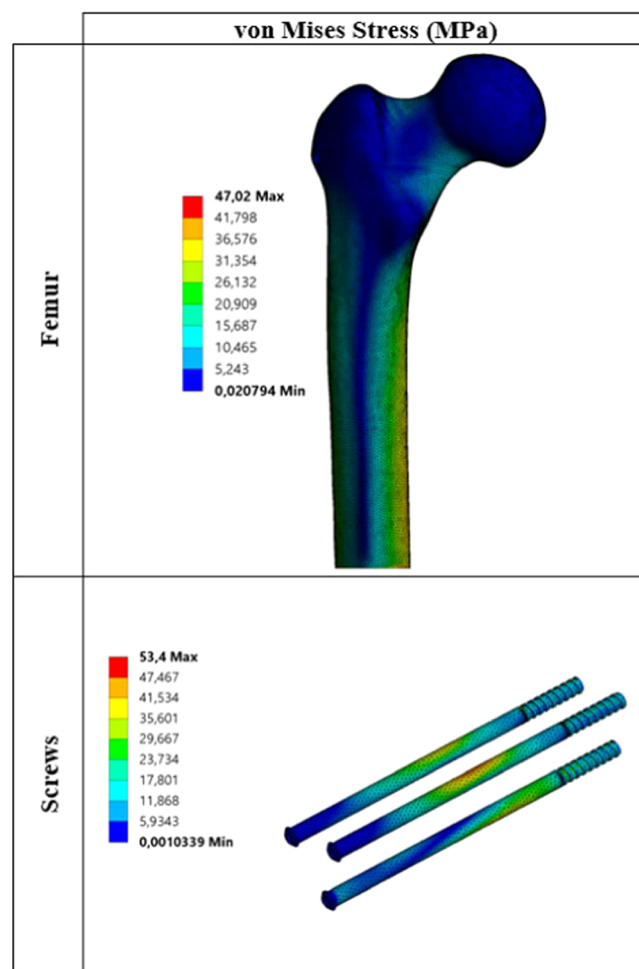 von Mises Stress (MPa)
Femur
47,02 Max
41,798
36,576
31,354
26,132
20,909
15,687
10,465
5,243
0,020794 Min
Screws
53,4 Max
47,467
41,534
35,601
29,667
23,734
17,801
11,868
5,9343
0,0010339 Min